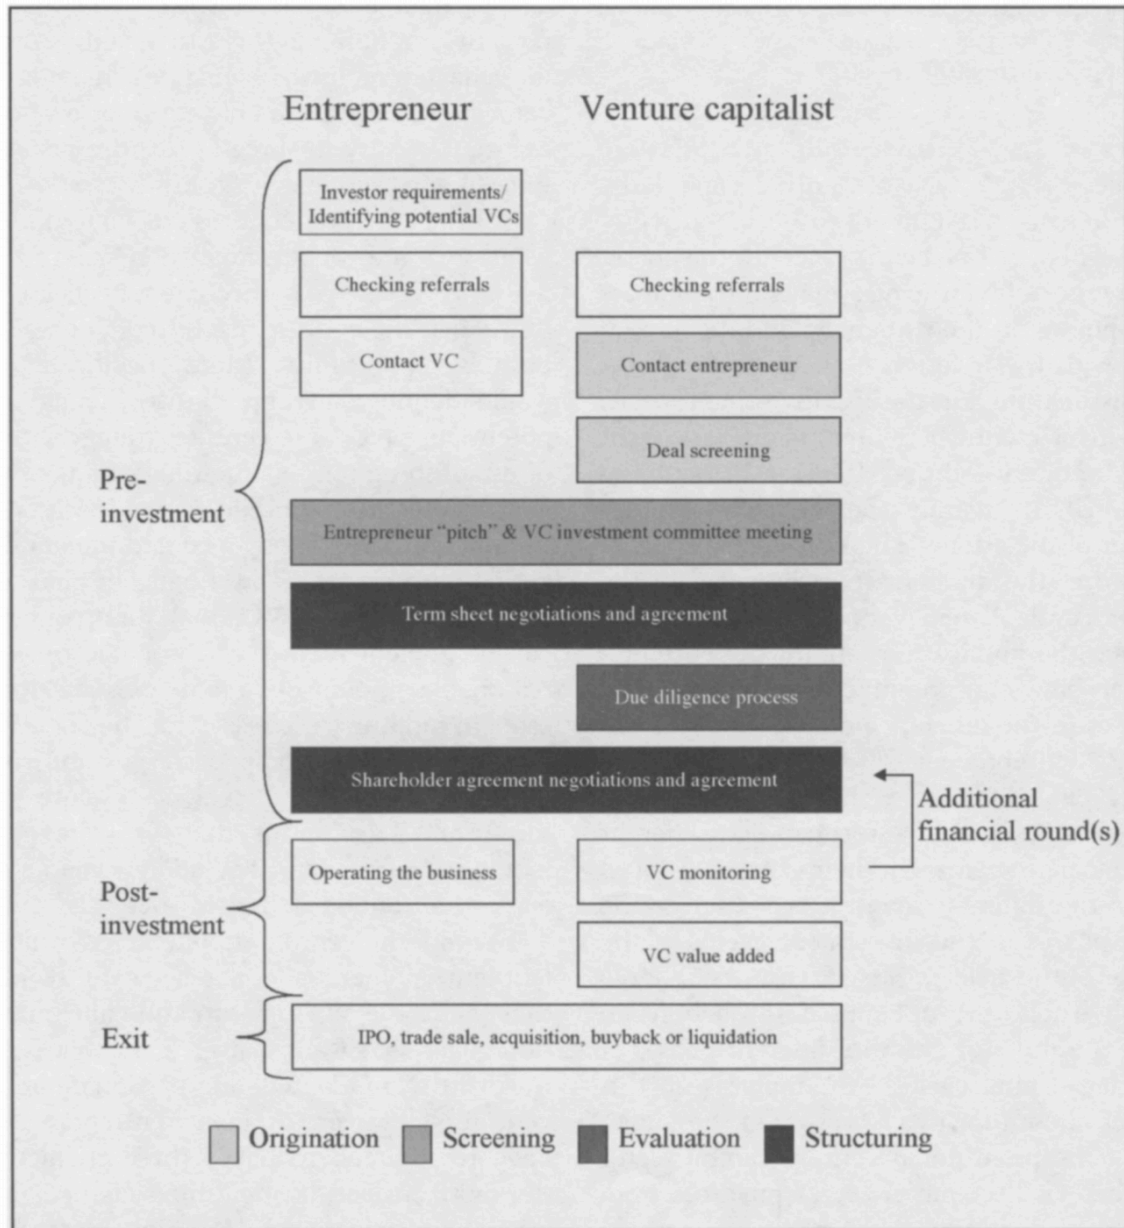 Entrepreneur
Venture capitalist
Investor requirements/
Identifying potential VCs
Checking referrals
Checking referrals
Contact VC
Contact entrepreneur
Deal screening
Pre-
investment
Entrepreneur “pitch” & VC investment committee meeting
Term sheet negotiations and agreement
Due diligence process
Shareholder agreement negotiations and agreement
Additional
financial round(s)
Operating the business
VC monitoring
Post-
investment
VC value added
Exit
IPO, trade sale, acquisition, buyback or liquidation
Origination
Screening
Evaluation
Structuring